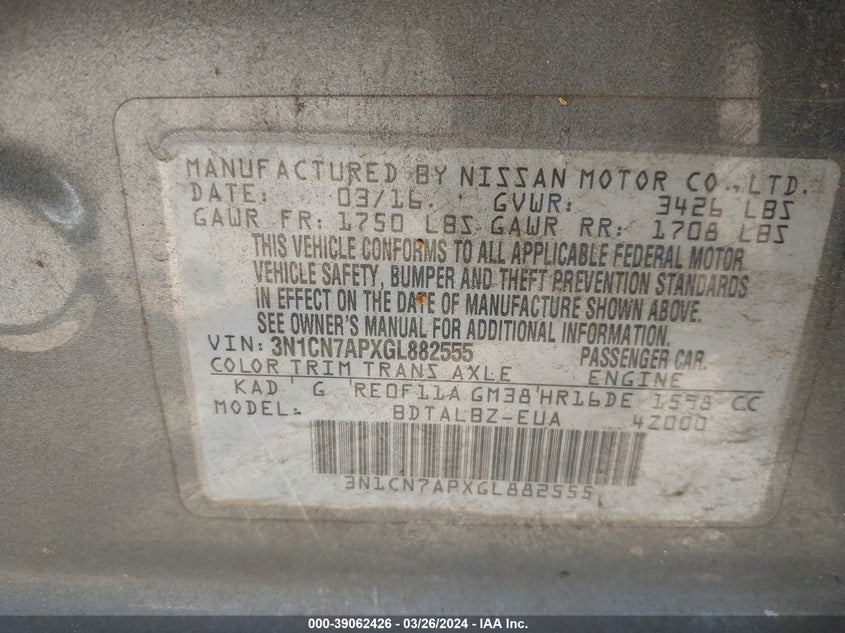 MANUFACTURED BY NISSAN MOTOR CO., LTD.
DATE: 03/16. GVWR: 3426 LBS
GAWR FR: 1750 LBS GAWR RR: 1708 LBS
THIS VEHICLE CONFORMS TO ALL APPLICABLE FEDERAL MOTOR
VEHICLE SAFETY, BUMPER AND THEFT PREVENTION STANDARDS
IN EFFECT ON THE DATE OF MANUFACTURE SHOWN ABOVE.
SEE OWNER'S MANUAL FOR ADDITIONAL INFORMATION.
VIN: 3N1CN7APXGL882555 PASSENGER CAR.
COLOR TRIM TRANS AXLE ENGINE
KAD G RE0F11A GM38 HR16DE 1598 CC
MODEL: BDTALBZ-EUA 4Z000
3N1CN7APXGL882555
000-39062426 - 03/26/2024 - IAA Inc.